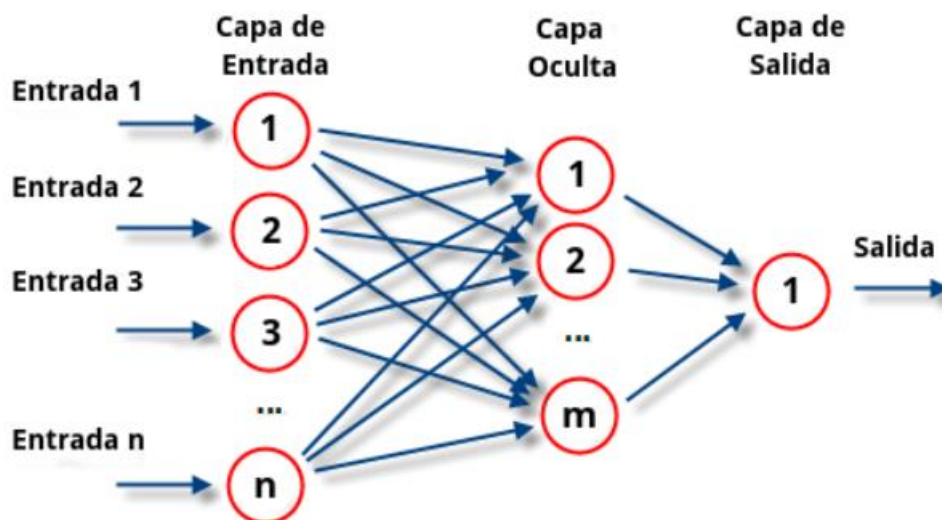 Capa de
Entrada
Capa
Oculta
Capa de
Salida
Entrada 1
1
Entrada 2
2
Entrada 3
3
...
Entrada n
n
1
2
...
m
1
Salida